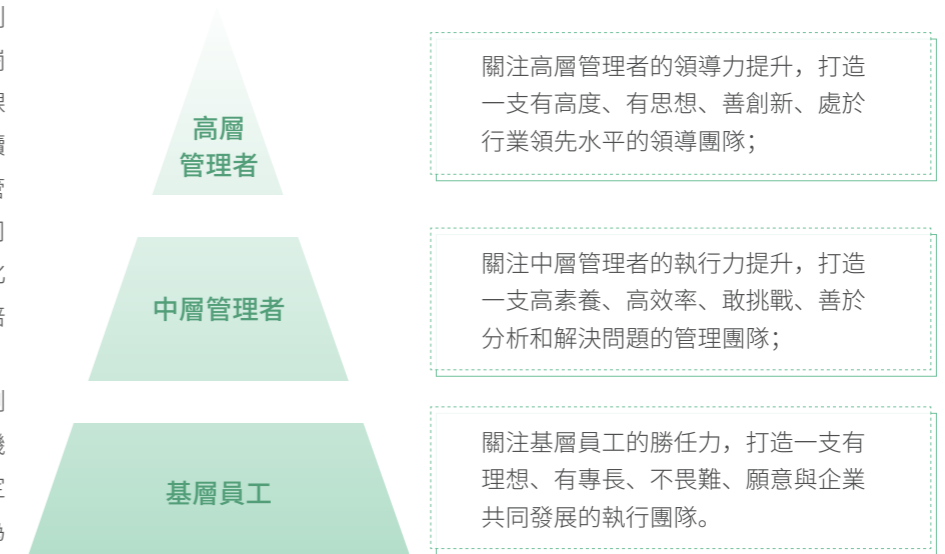 高層
管理者
關注高層管理者的領導力提升，打造
一支有高度、有思想、善創新、處於
行業領先水平的領導團隊；
中層管理者
關注中層管理者的執行力提升，打造
一支高素養、高效率、敢挑戰、善於
分析和解決問題的管理團隊；
基層員工
關注基層員工的勝任力，打造一支有
理想、有專長、不畏難、願意與企業
共同發展的執行團隊。